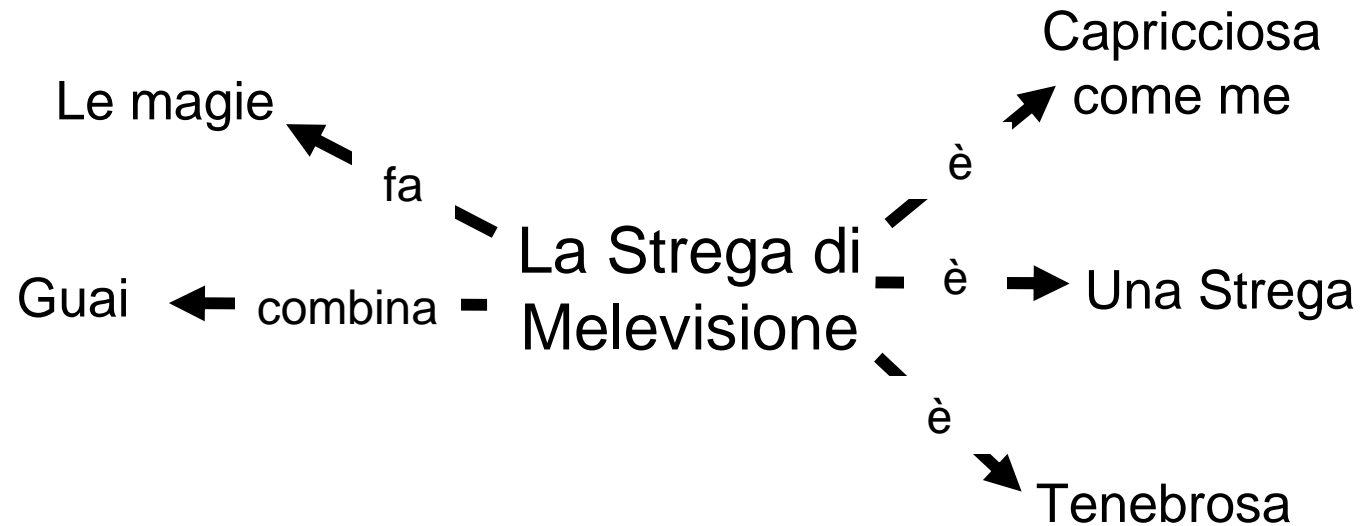 Capricciosa
come me
Le magie
è
fa
La Strega di
Melevisione
è
Una Strega
Guai
combina
è
Tenebrosa